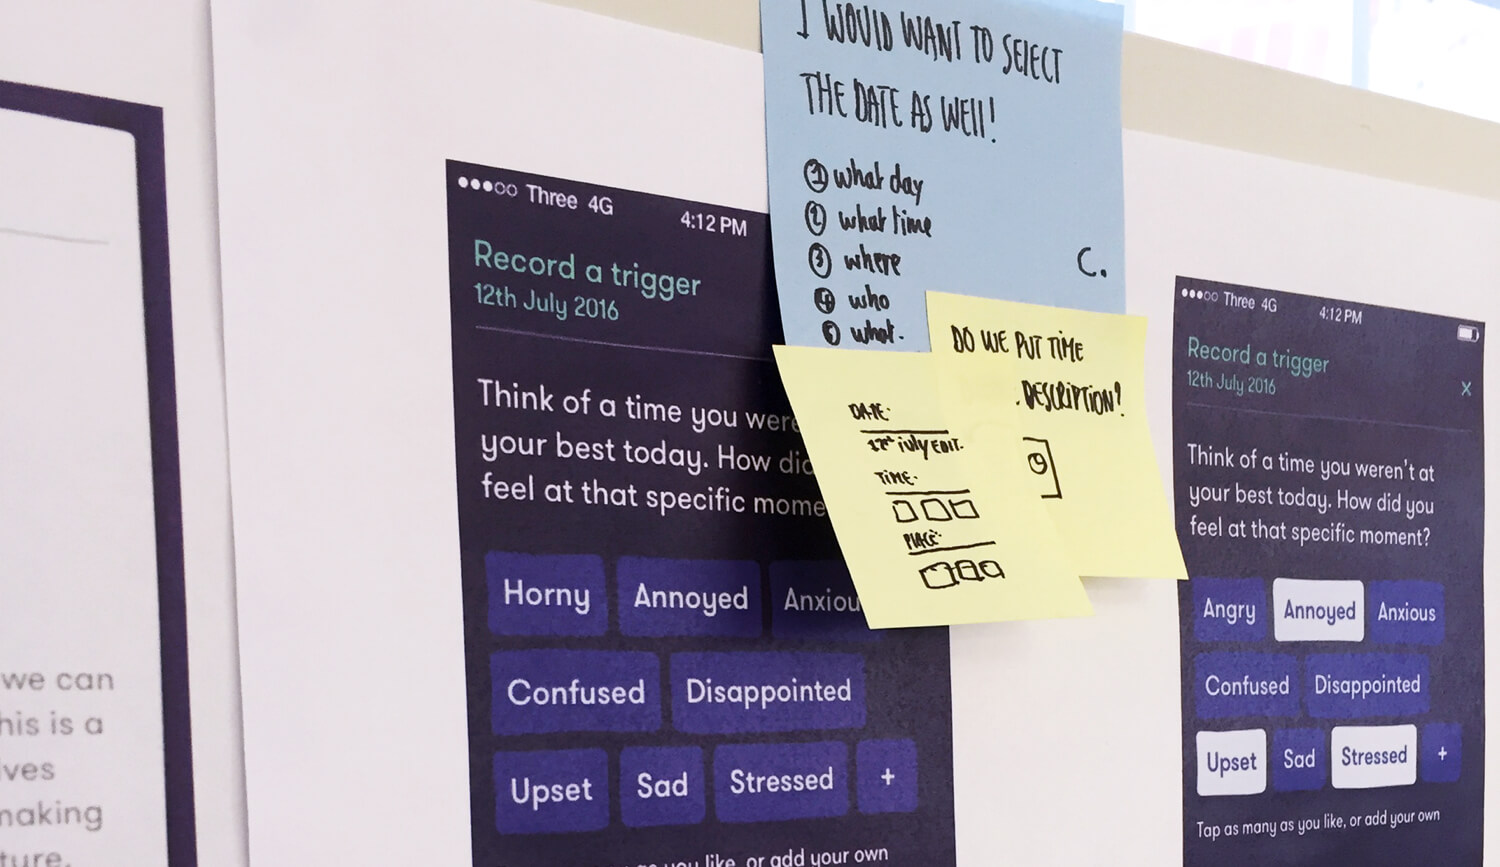 we can
his is a
ves
making
ture.
Three 4G
4:12 PM
Record a trigger
12th July 2016
Think of a time you were
your best today. How did
feel at that specific mome
Horny
Annoyed
Anxiou
Confused
Disappointed
Upset
Sad
Stressed
+
you like, or add your own
I WOULD WANT TO SELECT
THE DATE AS WELL!
1 what day
2 what time
3 where
4 who
5 what.
C.
DO WE PUT TIME
DESCRIPTION?
DATE:
12th July EDIT.
TIME:
PLACE:
Three 4G
4:12 PM
Record a trigger
12th July 2016
X
Think of a time you weren't at
your best today. How did you
feel at that specific moment?
Angry
Annoyed
Anxious
Confused
Disappointed
Upset
Sad
Stressed
+
Tap as many as you like, or add your own